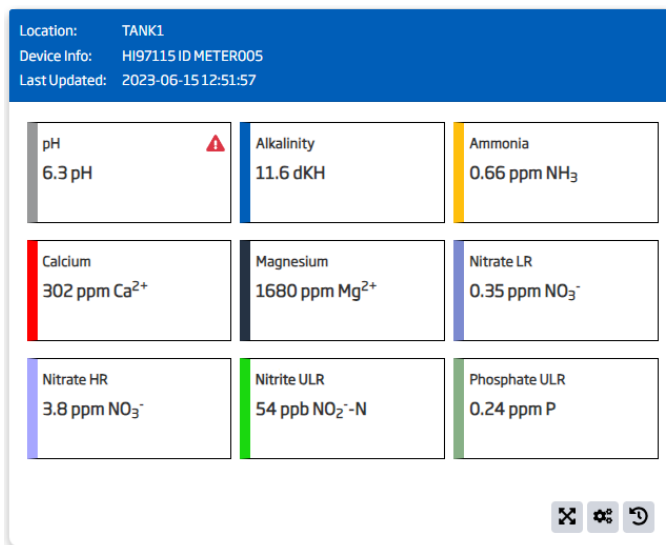 Location: TANK1
Device Info: HI97115 ID METER005
Last Updated: 2023-06-15 12:51:57
pH
6.3 pH
Alkalinity
11.6 dKH
Ammonia
0.66 ppm NH₃
Calcium
302 ppm Ca²⁺
Magnesium
1680 ppm Mg²⁺
Nitrate LR
0.35 ppm NO₃⁻
Nitrate HR
3.8 ppm NO₃⁻
Nitrite ULR
54 ppb NO₂⁻-N
Phosphate ULR
0.24 ppm P